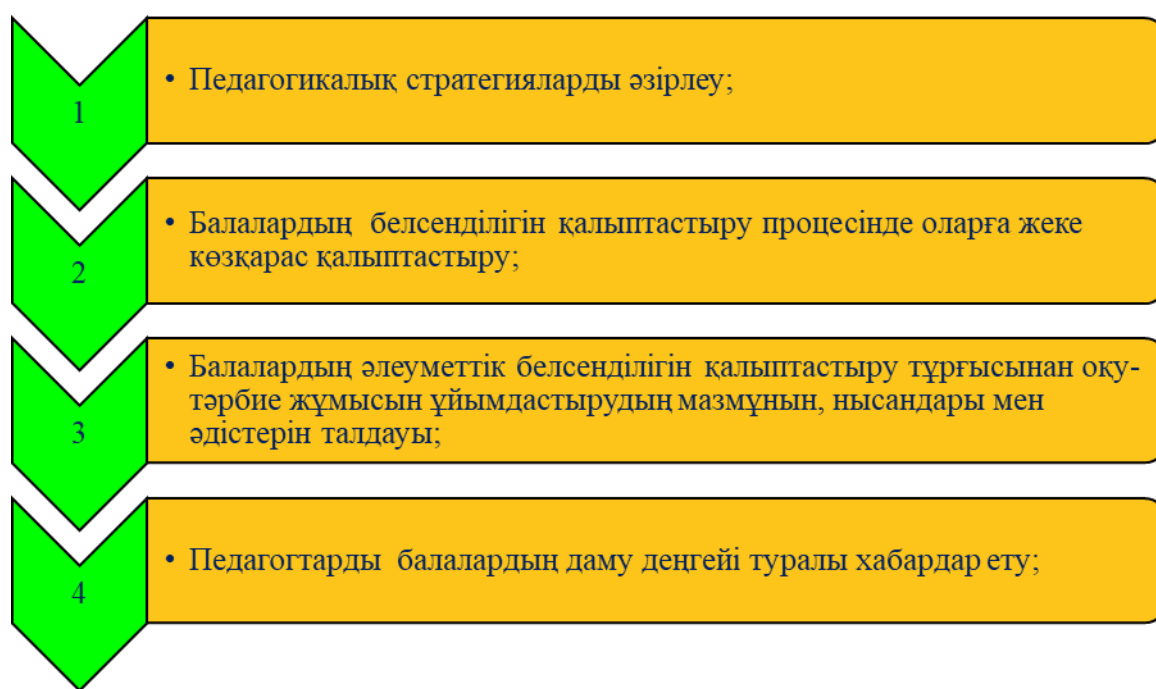 1
• Педагогикалық стратегияларды әзірлеу;
2
• Балалардың белсенділігін қалыптастыру процесінде оларға жеке
көзқарас қалыптастыру;
3
• Балалардың әлеуметтік белсенділігін қалыптастыру тұрғысынан оқу-
тәрбие жұмысын ұйымдастырудың мазмұнын, нысандары мен
әдістерін талдауы;
4
• Педагогтарды балалардың даму деңгейі туралы хабардар ету;